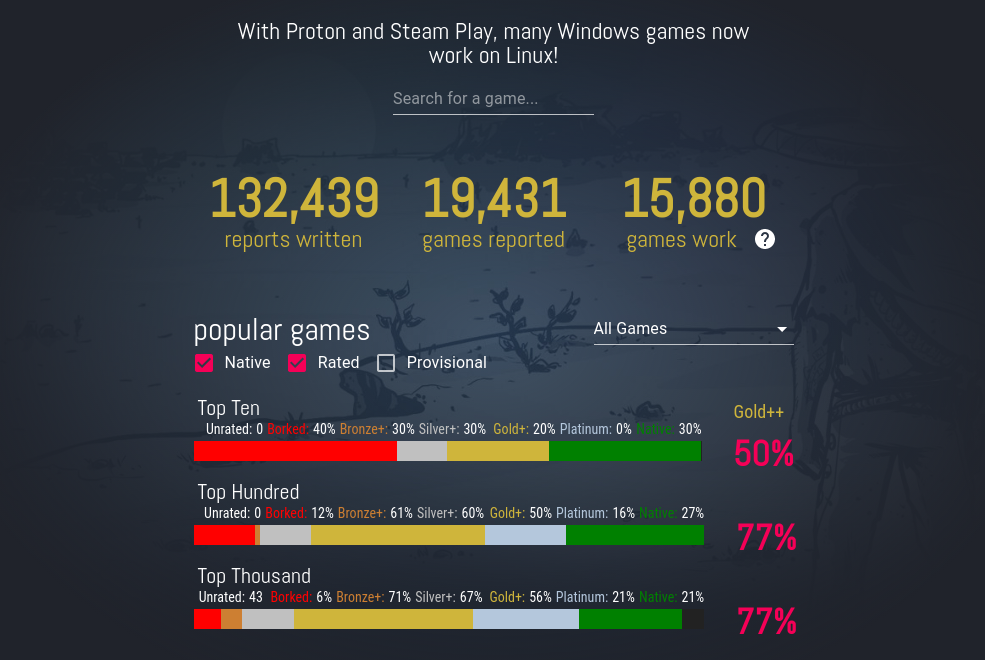 With Proton and Steam Play, many Windows games now
work on Linux!
Search for a game...
132,439 19,431 15,880
reports written games reported games work ?
popular games All Games
Native Rated Provisional
Top Ten Gold++
Unrated: 0 Borked: 40% Bronze+: 30% Silver+: 30% Gold+: 20% Platinum: 0% Native: 30%
50%
Top Hundred
Unrated: 0 Borked: 12% Bronze+: 61% Silver+: 60% Gold+: 50% Platinum: 16% Native: 27%
77%
Top Thousand
Unrated: 43 Borked: 6% Bronze+: 71% Silver+: 67% Gold+: 56% Platinum: 21% Native: 21%
77%